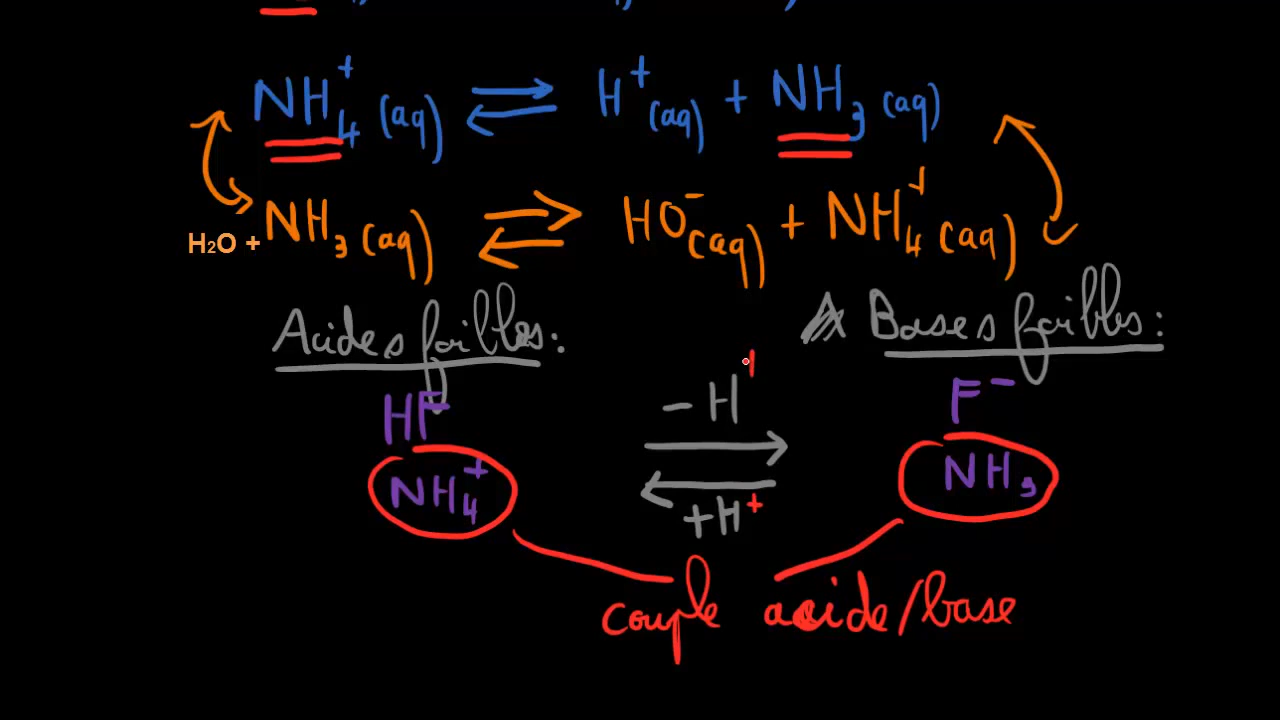 NH₄⁺ (aq) ⇌ H⁺ (aq) + NH₃ (aq)
H₂O + NH₃ (aq) ⇌ HO⁻ (aq) + NH₄⁺ (aq)
Acides faibles : Bases faibles :
HF - H⁺ F⁻
NH₄⁺ ⇌ NH₃
+H⁺
couple acide/base